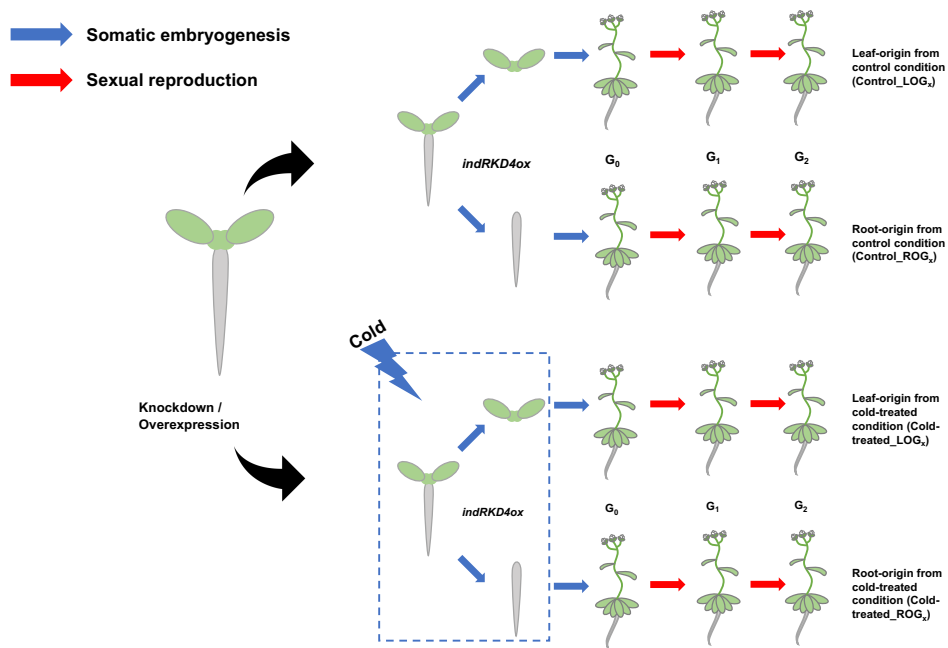 Somatic embryogenesis
Sexual reproduction
Leaf-origin from
control condition
(Control_LOGx)
indRKD4ox
G0
G1
G2
Root-origin from
control condition
(Control_ROGx)
Cold
Knockdown /
Overexpression
Leaf-origin from
cold-treated
condition (Cold-
treated_LOGx)
indRKD4ox
G0
G1
G2
Root-origin from
cold-treated
condition (Cold-
treated_ROGx)